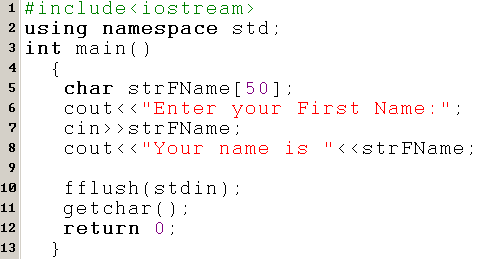 1 #include<iostream>
2 using namespace std;
3 int main()
4 {
5 char strFName[50];
6 cout<<"Enter your First Name:";
7 cin>>strFName;
8 cout<<"Your name is "<<strFName;
9
10 fflush(stdin);
11 getchar();
12 return 0;
13 }